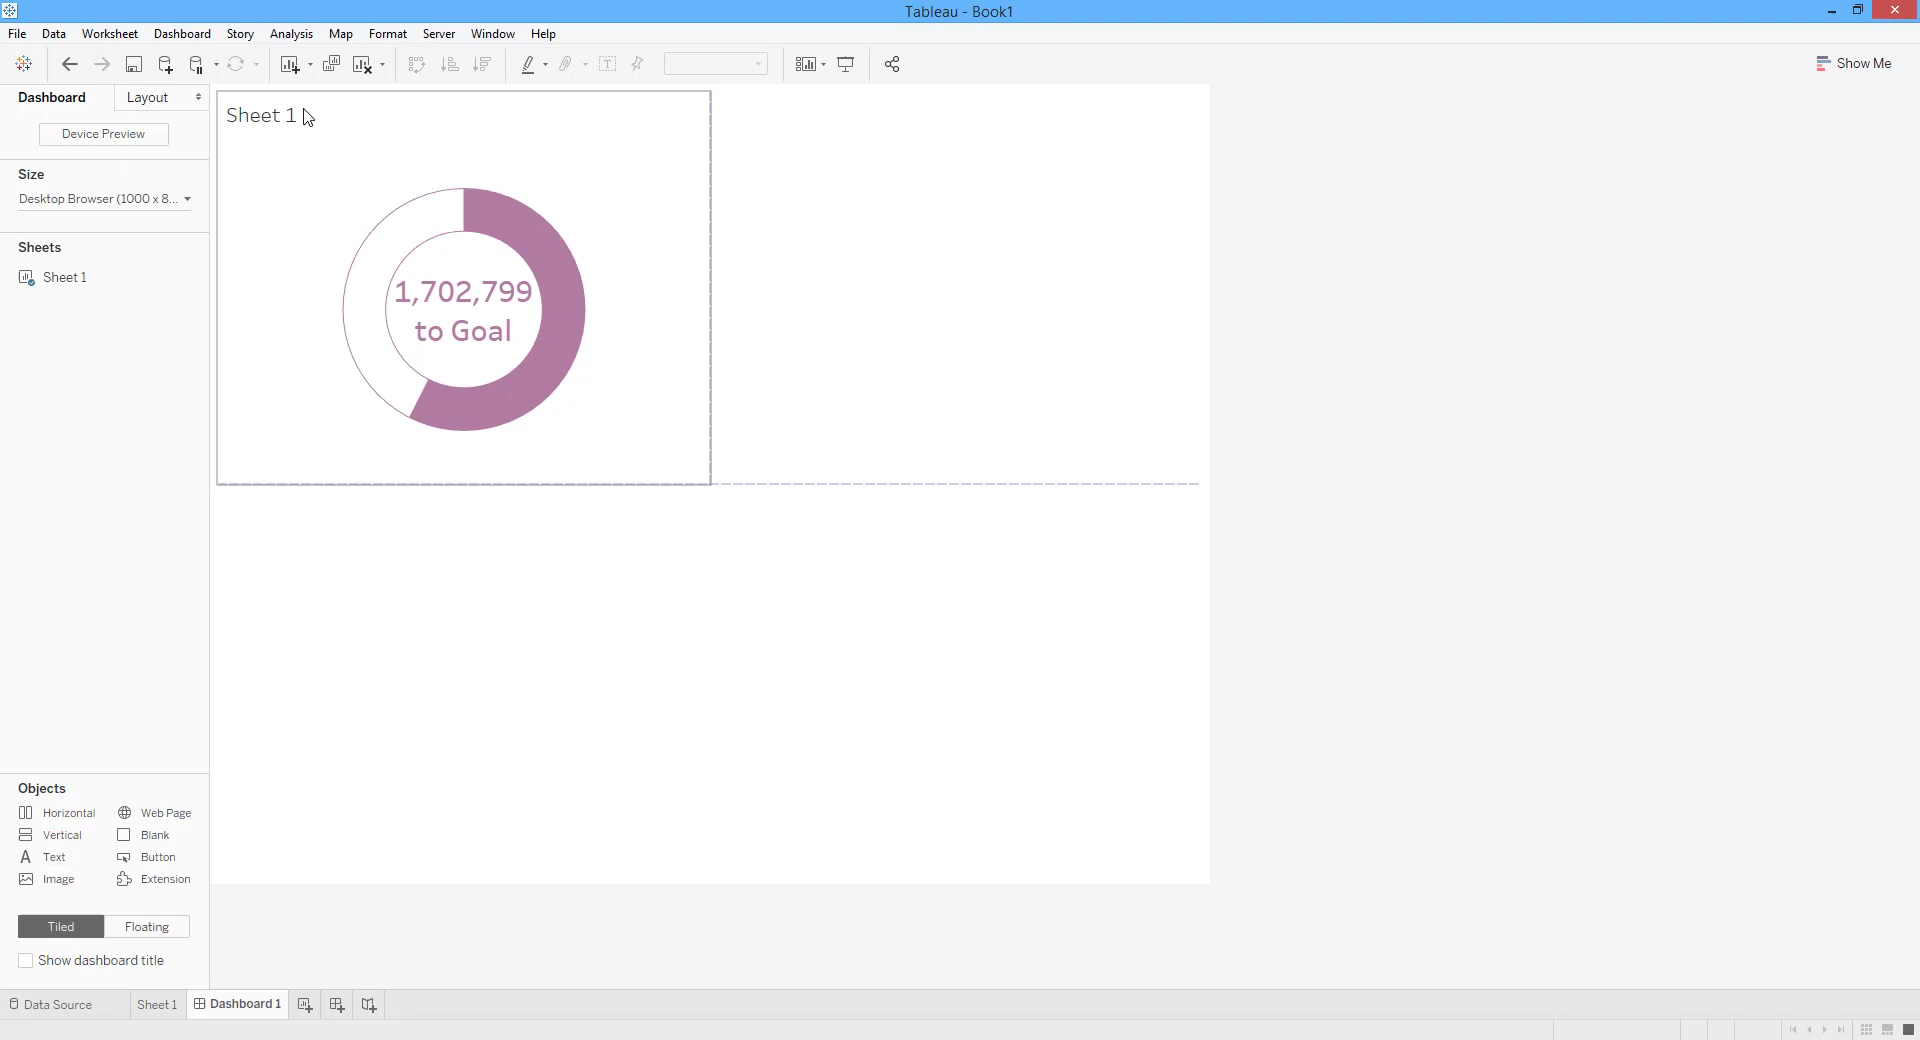 Tableau - Book1
File Data Worksheet Dashboard Story Analysis Map Format Server Window Help
Show Me
Dashboard Layout
Device Preview
Size
Desktop Browser (1000 x 8...
Sheets
Sheet 1
Sheet 1
1,702,799
to Goal
Objects
Horizontal Web Page
Vertical Blank
Text Button
Image Extension
Tiled Floating
Show dashboard title
Data Source Sheet 1 Dashboard 1